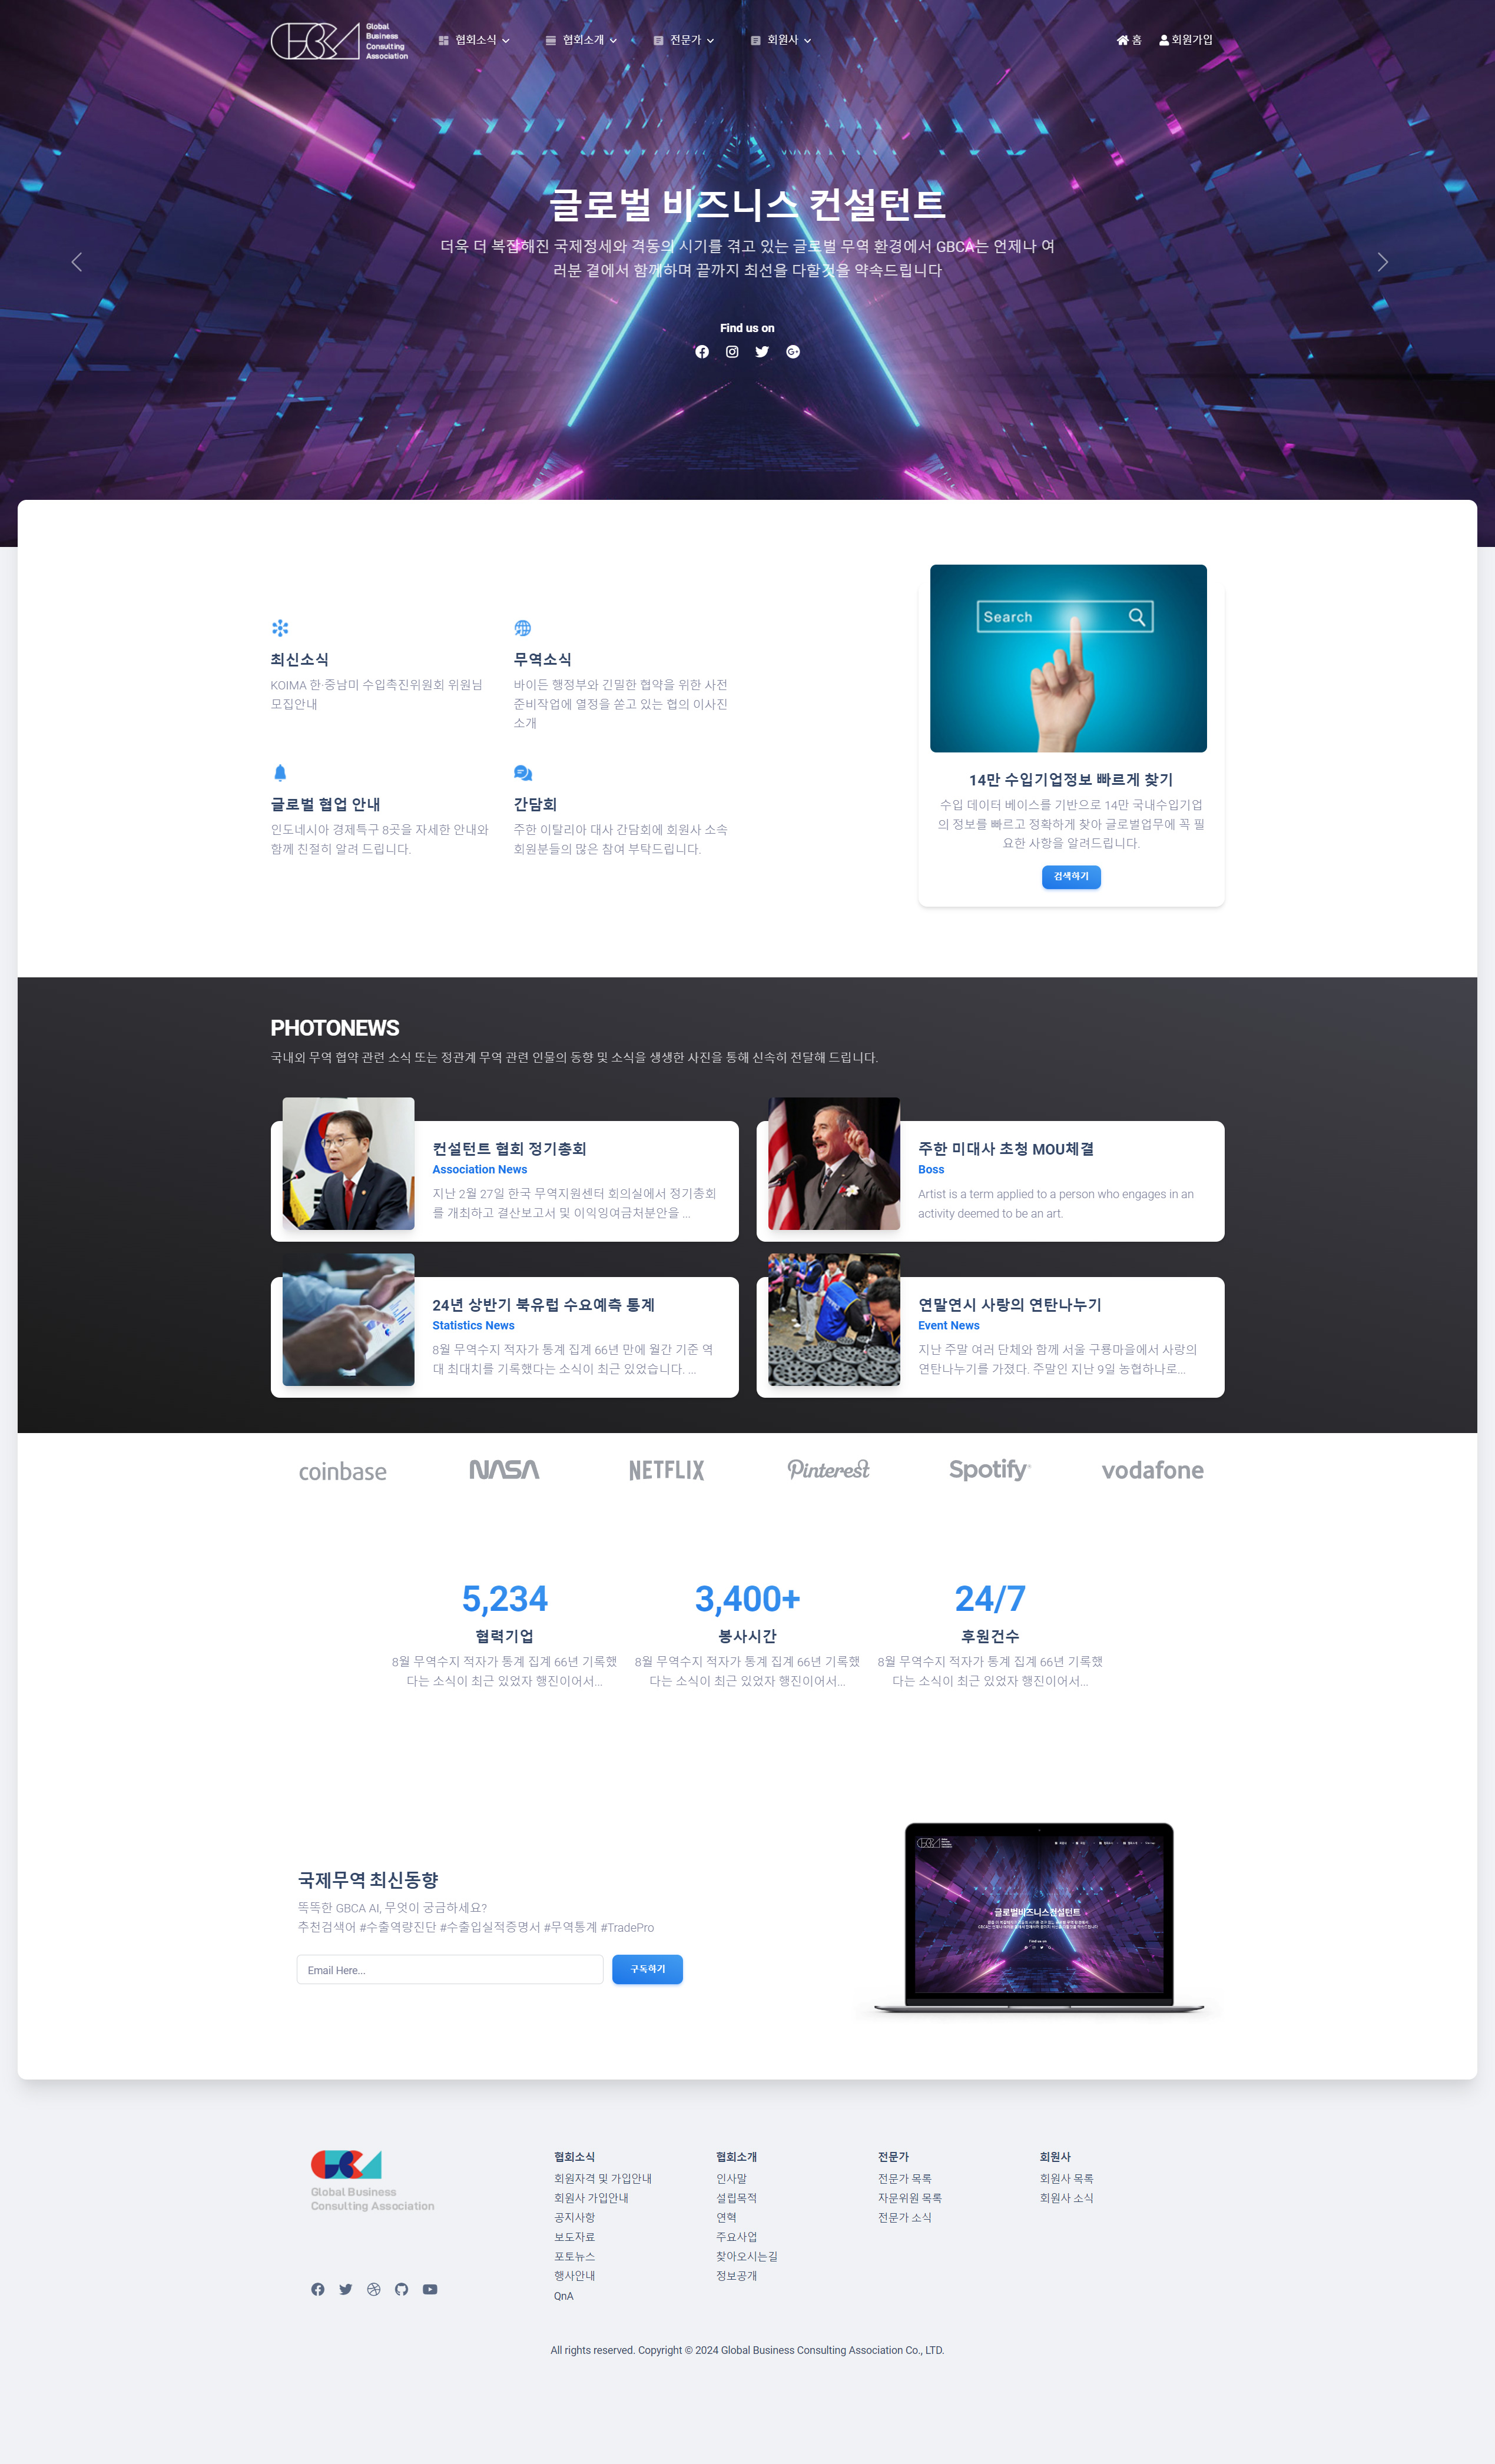 Global
Business
Consulting
Association
협회소식
협회소개
전문가
회원사
홈
회원가입
글로벌 비즈니스 컨설턴트
더욱 더 복잡해진 국제정세와 격동의 시기를 겪고 있는 글로벌 무역 환경에서 GBCA는 언제나 여
러분 곁에서 함께하며 끝까지 최선을 다할것을 약속드립니다
Find us on
최신소식
KOIMA 한·중남미 수입촉진위원회 위원님
모집안내
무역소식
바이든 행정부와 긴밀한 협약을 위한 사전
준비작업에 열정을 쏟고 있는 협의 이사진
소개
글로벌 협업 안내
인도네시아 경제특구 8곳을 자세한 안내와
함께 친절히 알려 드립니다.
간담회
주한 이탈리아 대사 간담회에 회원사 소속
회원분들의 많은 참여 부탁드립니다.
Search
14만 수입기업정보 빠르게 찾기
수입 데이터 베이스를 기반으로 14만 국내수입기업
의 정보를 빠르고 정확하게 찾아 글로벌업무에 꼭 필
요한 사항을 알려드립니다.
검색하기
PHOTONEWS
국내외 무역 협약 관련 소식 또는 정관계 무역 관련 인물의 동향 및 소식을 생생한 사진을 통해 신속히 전달해 드립니다.
컨설턴트 협회 정기총회
Association News
지난 2월 27일 한국 무역지원센터 회의실에서 정기총회
를 개최하고 결산보고서 및 이익잉여금처분안을 ...
주한 미대사 초청 MOU체결
Boss
Artist is a term applied to a person who engages in an
activity deemed to be an art.
24년 상반기 북유럽 수요예측 통계
Statistics News
8월 무역수지 적자가 통계 집계 66년 만에 월간 기준 역
대 최대치를 기록했다는 소식이 최근 있었습니다. ...
연말연시 사랑의 연탄나누기
Event News
지난 주말 여러 단체와 함께 서울 구룡마을에서 사랑의
연탄나누기를 가졌다. 주말인 지난 9일 농협하나로...
coinbase
NASA
NETFLIX
Pinterest
Spotify
vodafone
5,234
협력기업
8월 무역수지 적자가 통계 집계 66년 기록했
다는 소식이 최근 있었자 행진이어서...
3,400+
봉사시간
8월 무역수지 적자가 통계 집계 66년 기록했
다는 소식이 최근 있었자 행진이어서...
24/7
후원건수
8월 무역수지 적자가 통계 집계 66년 기록했
다는 소식이 최근 있었자 행진이어서...
국제무역 최신동향
똑똑한 GBCA AI, 무엇이 궁금하세요?
추천검색어 #수출역량진단 #수출입실적증명서 #무역통계 #TradePro
Email Here...
구독하기
글로벌비즈니스컨설턴트
Global Business
Consulting Association
협회소식
회원자격 및 가입안내
회원사 가입안내
공지사항
보도자료
포토뉴스
행사안내
QnA
협회소개
인사말
설립목적
연혁
주요사업
찾아오시는길
정보공개
전문가
전문가 목록
자문위원 목록
전문가 소식
회원사
회원사 목록
회원사 소식
All rights reserved. Copyright © 2024 Global Business Consulting Association Co., LTD.